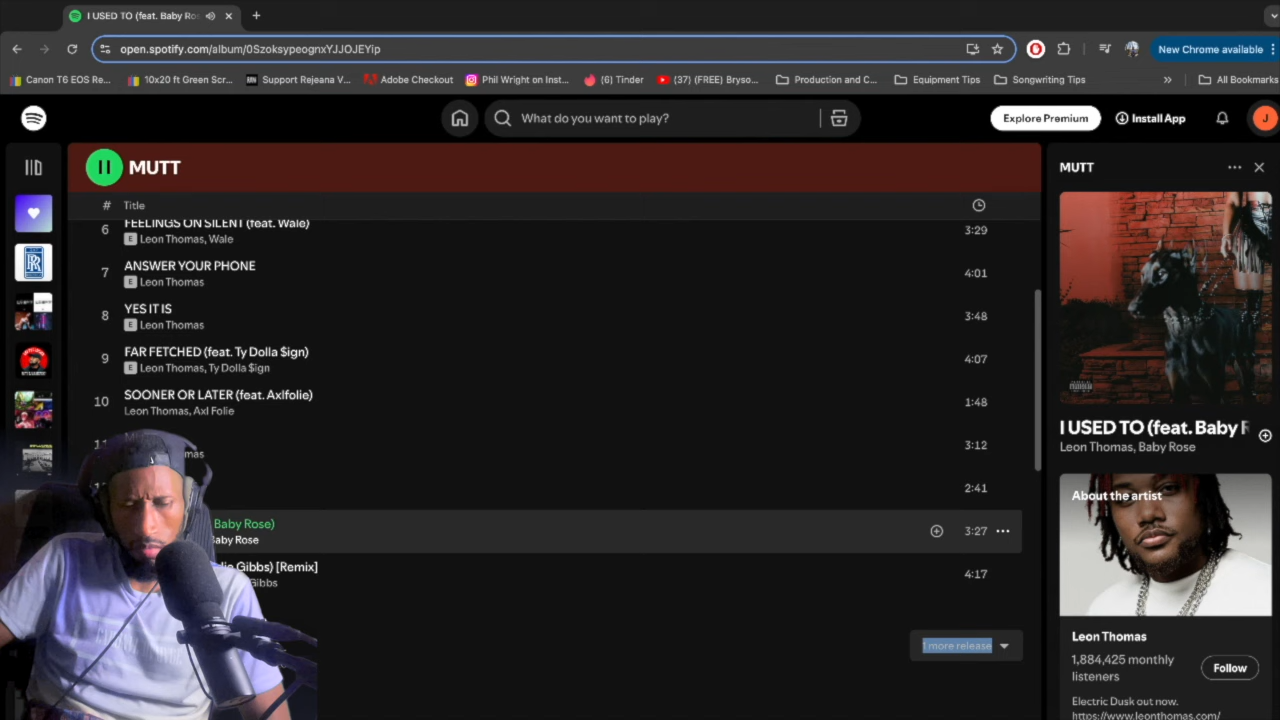 I USED TO (feat. Baby Ros
open.spotify.com/album/0SzoksypeognxYJJOJEYip
New Chrome available
Canon T6 EOS Re...
10x20 ft Green Scr...
Support Rejeana V...
Adobe Checkout
Phil Wright on Inst...
(6) Tinder
(37) (FREE) Bryso...
Production and C...
Equipment Tips
Songwriting Tips
All Bookmarks
What do you want to play?
Explore Premium
Install App
J
MUTT
# Title
6 FEELINGS ON SILENT (feat. Wale) 3:29
E Leon Thomas, Wale
7 ANSWER YOUR PHONE 4:01
E Leon Thomas
8 YES IT IS 3:48
E Leon Thomas
9 FAR FETCHED (feat. Ty Dolla $ign) 4:07
E Leon Thomas, Ty Dolla $ign
10 SOONER OR LATER (feat. Axlfolie) 1:48
Leon Thomas, Axl Folie
11 3:12
mas
2:41
Baby Rose) 3:27
Baby Rose
die Gibbs) [Remix] 4:17
Gibbs
1 more release
MUTT
I USED TO (feat. Baby R
Leon Thomas, Baby Rose
About the artist
Leon Thomas
1,884,425 monthly
listeners
Follow
Electric Dusk out now.
https://www.leonthomas.com/